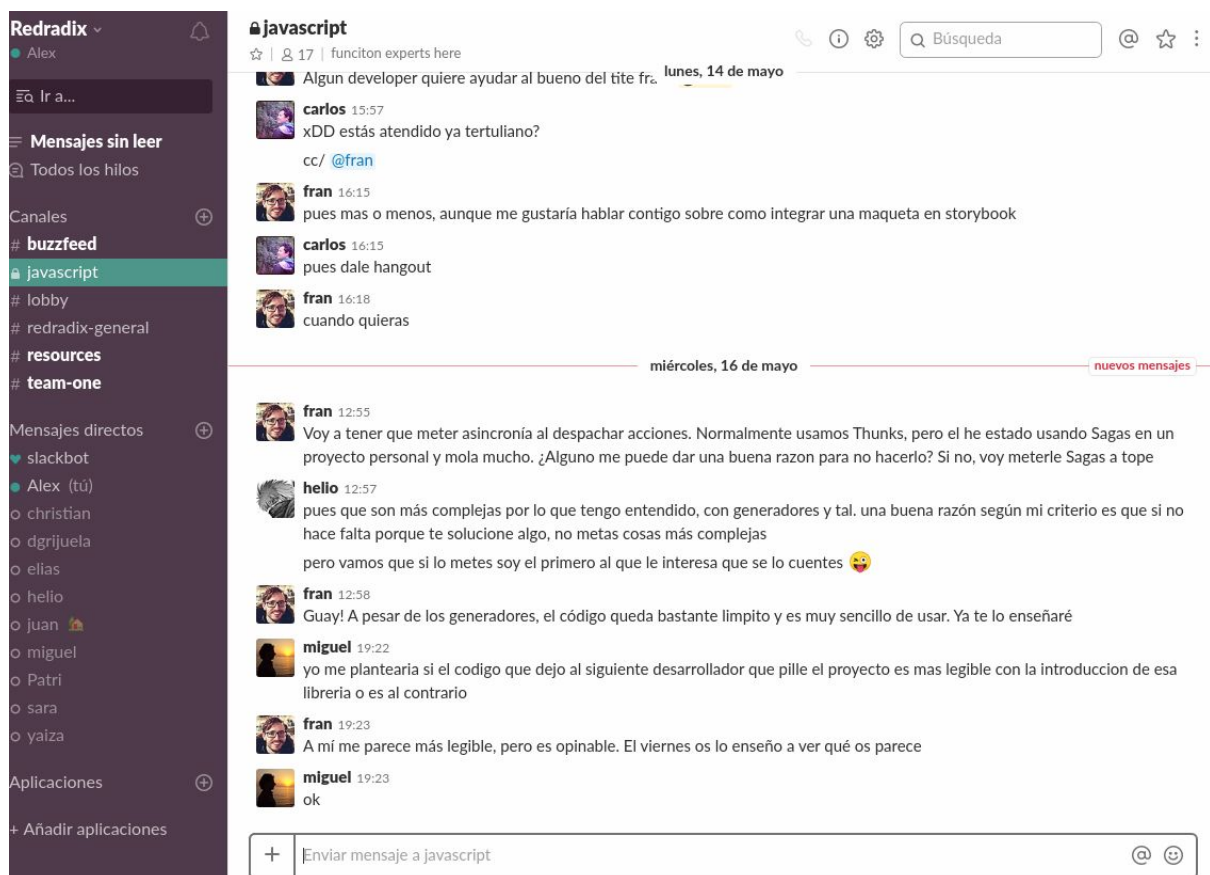 Redradix
Alex
Ir a...
Mensajes sin leer
Todos los hilos
Canales
# buzzfeed
javascript
# lobby
# redradix-general
# resources
# team-one
Mensajes directos
slackbot
Alex (tú)
christian
dgrijuela
elias
helio
juan
miguel
Patri
sara
yaiza
Aplicaciones
+ Añadir aplicaciones
javascript
17 | funciton experts here
Búsqueda
lunes, 14 de mayo
Algun developer quiere ayudar al bueno del tite
carlos 15:57
xDD estás atendido ya tertuliano?
cc/ @fran
fran 16:15
pues mas o menos, aunque me gustaría hablar contigo sobre como integrar una maqueta en storybook
carlos 16:15
pues dale hangout
fran 16:18
cuando quieras
miércoles, 16 de mayo
nuevos mensajes
fran 12:55
Voy a tener que meter asincronía al despachar acciones. Normalmente usamos Thunks, pero el he estado usando Sagas en un
proyecto personal y mola mucho. ¿Alguno me puede dar una buena razon para no hacerlo? Si no, voy meterle Sagas a tope
helio 12:57
pues que son más complejas por lo que tengo entendido, con generadores y tal. una buena razón según mi criterio es que si no
hace falta porque te solucione algo, no metas cosas más complejas
pero vamos que si lo metes soy el primero al que le interesa que se lo cuentes 😜
fran 12:58
Guay! A pesar de los generadores, el código queda bastante limpito y es muy sencillo de usar. Ya te lo enseñaré
miguel 19:22
yo me plantearia si el codigo que dejo al siguiente desarrollador que pille el proyecto es mas legible con la introduccion de esa
libreria o es al contrario
fran 19:23
A mí me parece más legible, pero es opinable. El viernes os lo enseño a ver qué os parece
miguel 19:23
ok
Enviar mensaje a javascript